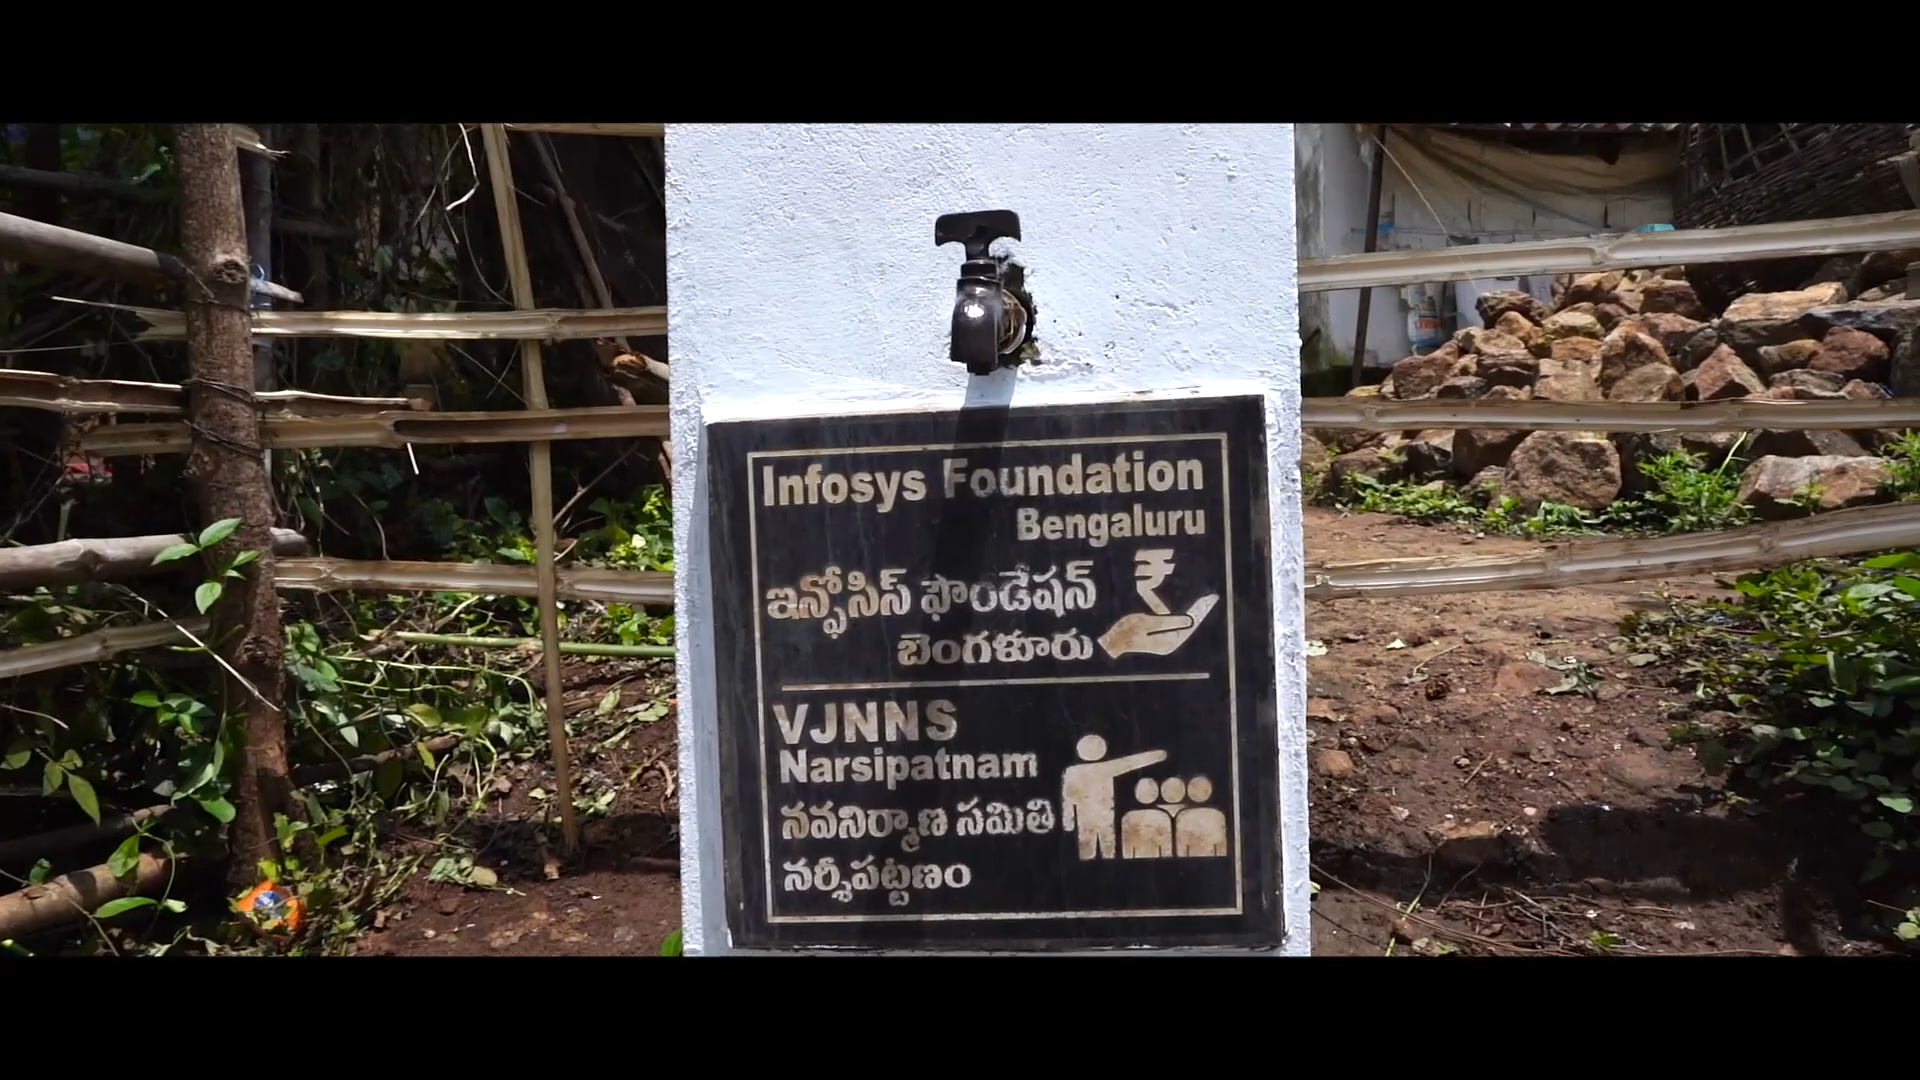 Infosys Foundation
Bengaluru
ఇన్ఫోసిస్ ఫౌండేషన్
బెంగళూరు
₹
VJNNS
Narsipatnam
నవనిర్మాణ సమితి
నర్సీపట్టణం